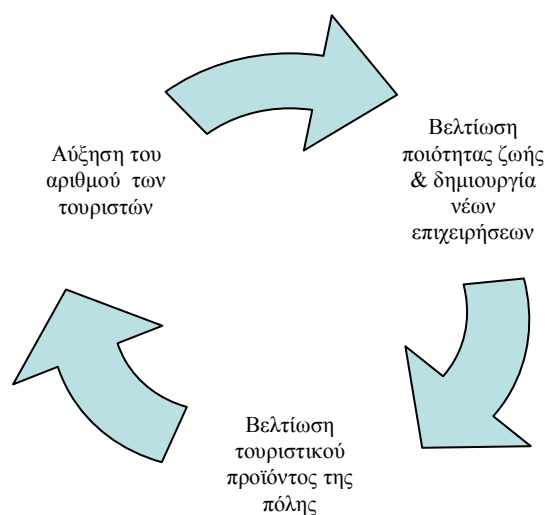 Αύξηση του
αριθμού των
τουριστών
Βελτίωση
ποιότητας ζωής
& δημιουργία
νέων
επιχειρήσεων
Βελτίωση
τουριστικού
προϊόντος της
πόλης